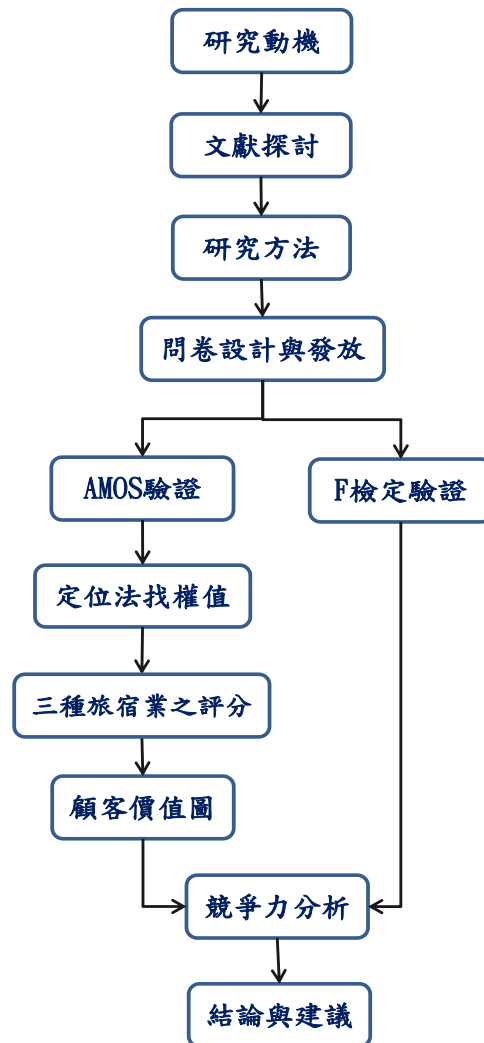 研究動機
文獻探討
研究方法
問卷設計與發放
AMOS驗證
F檢定驗證
定位法找權值
三種旅宿業之評分
顧客價值圖
競爭力分析
結論與建議